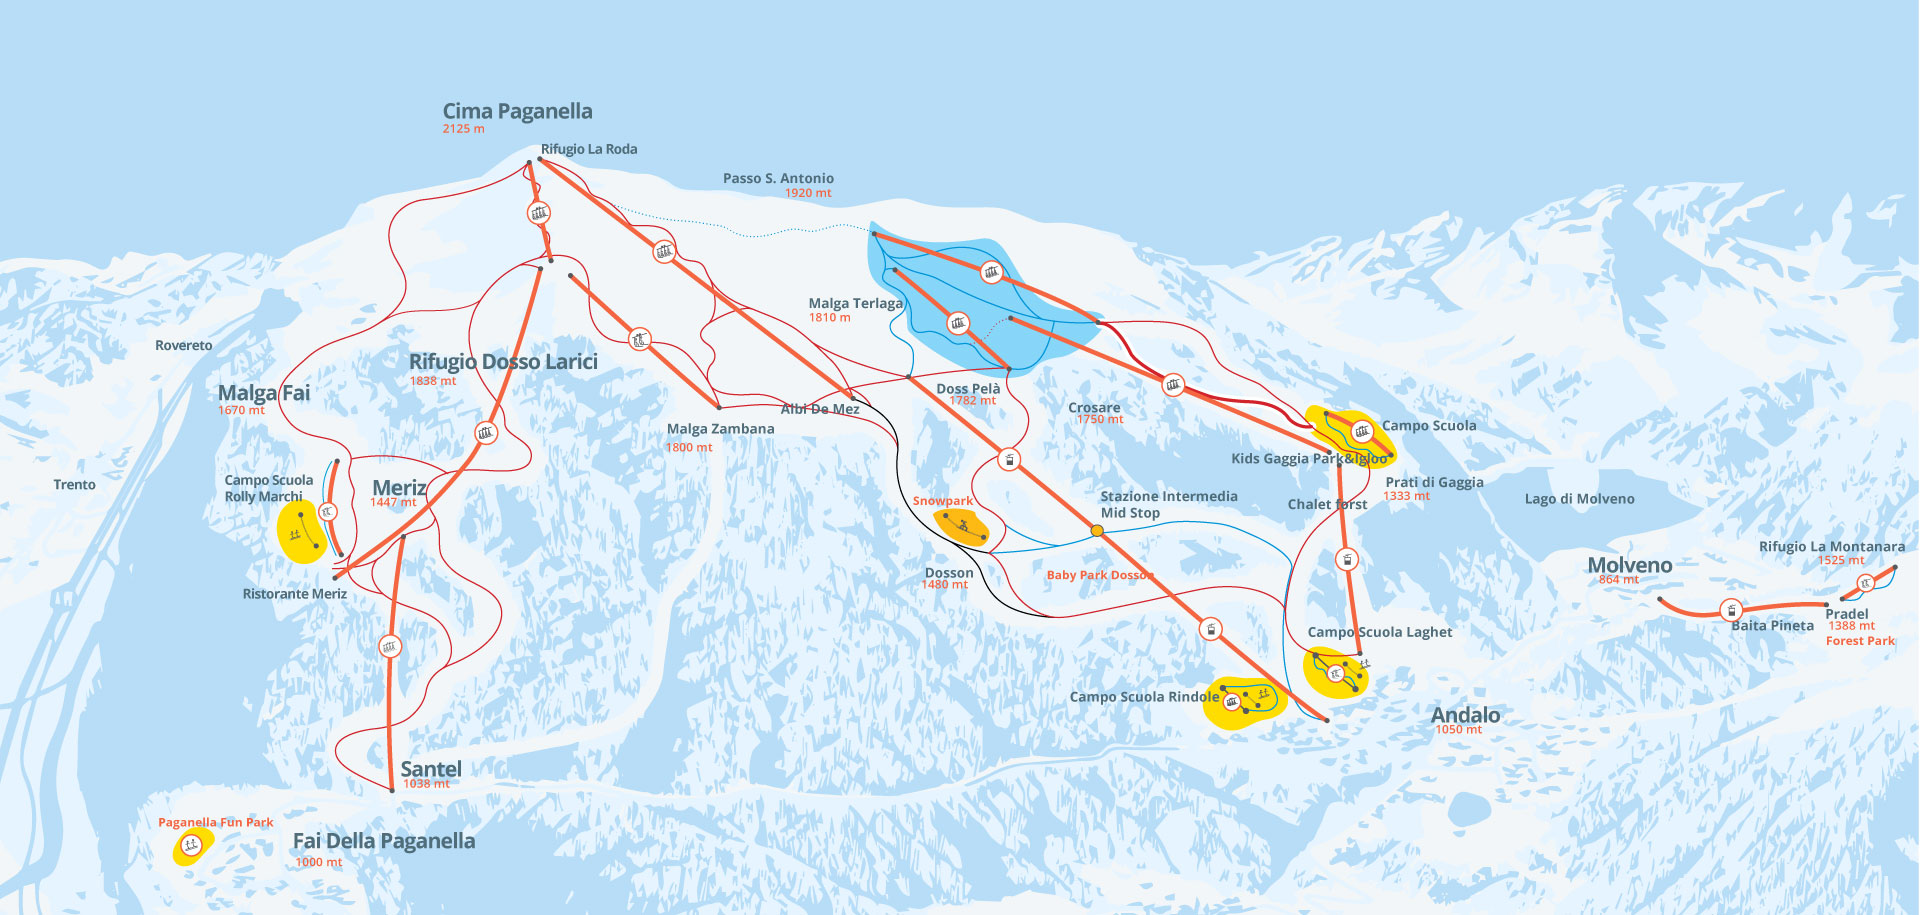 Cima Paganella
2125 m
Rifugio La Roda
Passo S. Antonio
1920 mt
Malga Terlaga
1810 m
Rovereto
Rifugio Dosso Larici
1838 mt
Malga Fai
1670 mt
Doss Pelà
1782 mt
Crosare
1750 mt
Albi De Mez
Malga Zambana
1800 mt
Campo Scuola
Kids Gaggia Park&Igloo
Prati di Gaggia
1333 mt
Chalet forst
Lago di Molveno
Trento
Campo Scuola
Rolly Marchi
Meriz
1447 mt
Snowpark
Stazione Intermedia
Mid Stop
Dosson
1480 mt
Baby Park Dosson
Ristorante Meriz
Rifugio La Montanara
1525 mt
Molveno
864 mt
Baita Pineta
Pradel
1388 mt
Forest Park
Campo Scuola Laghet
Campo Scuola Rindole
Andalo
1050 mt
Santel
1038 mt
Paganella Fun Park
Fai Della Paganella
1000 mt